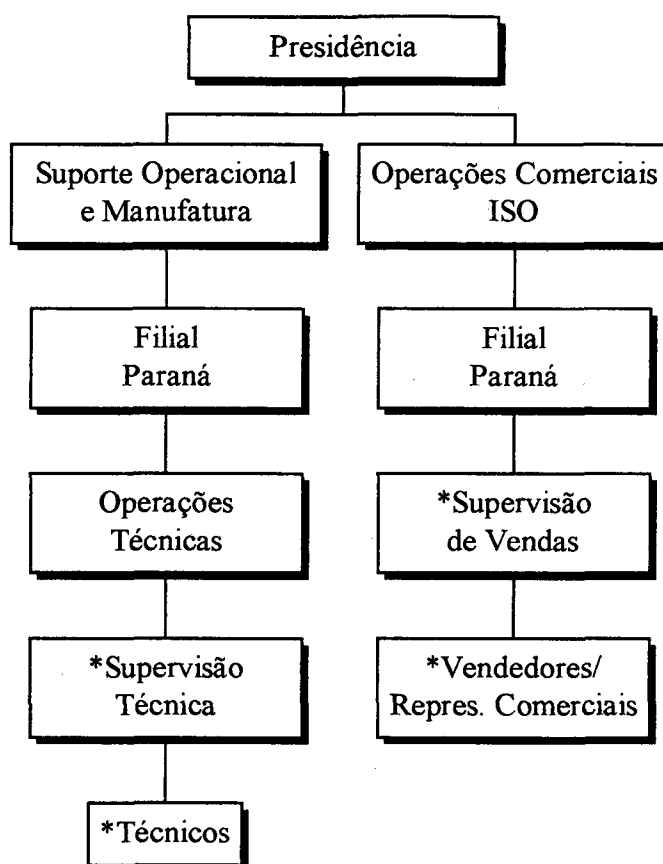 Presidência
Suporte Operacional
e Manufatura
Operações Comerciais
ISO
Filial
Paraná
Filial
Paraná
Operações
Técnicas
*Supervisão
de Vendas
*Supervisão
Técnica
*Vendedores/
Repres. Comerciais
*Técnicos